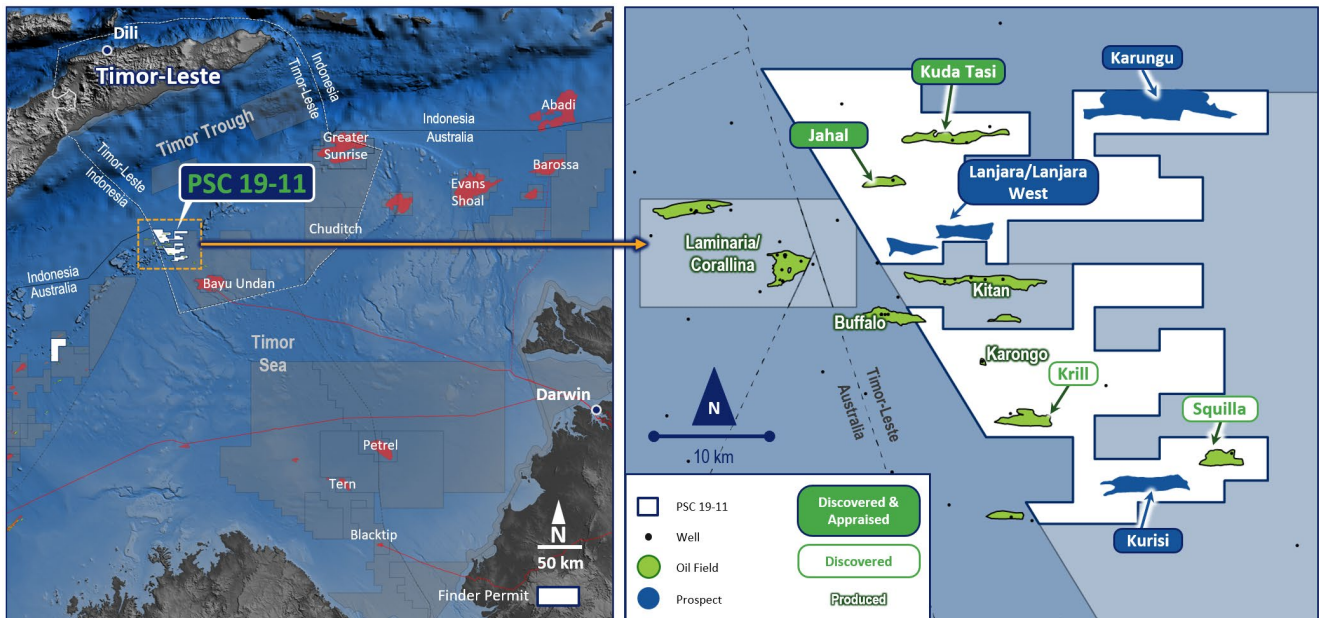 Dili
Timor-Leste
Indonesia
Timor-Leste
Timor Trough
Timor-Leste
Indonesia
PSC 19-11
Greater
Sunrise
Indonesia
Australia
Abadi
Barossa
Evans
Shoal
Chuditch
Bayu Undan
Indonesia
Australia
Timor
Sea
Darwin
Petrel
Tern
Blacktip
N
50 km
Finder Permit
Karungu
Kuda Tasi
Jahal
Lanjara/Lanjara
West
Laminaria/
Corallina
Kitan
Buffalo
Karongo
Krill
Timor-Leste
Australia
Squilla
N
10 km
Kurisi
PSC 19-11
Well
Oil Field
Prospect
Discovered &
Appraised
Discovered
Produced